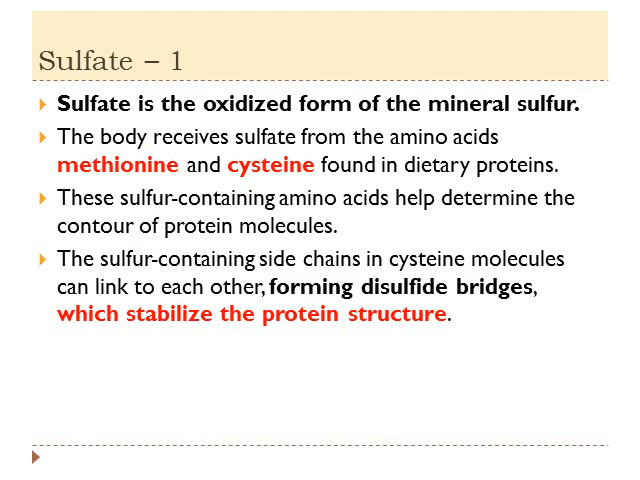 Sulfate – 1
Sulfate is the oxidized form of the mineral sulfur.
The body receives sulfate from the amino acids
methionine and cysteine found in dietary proteins.
These sulfur-containing amino acids help determine the
contour of protein molecules.
The sulfur-containing side chains in cysteine molecules
can link to each other, forming disulfide bridges,
which stabilize the protein structure.